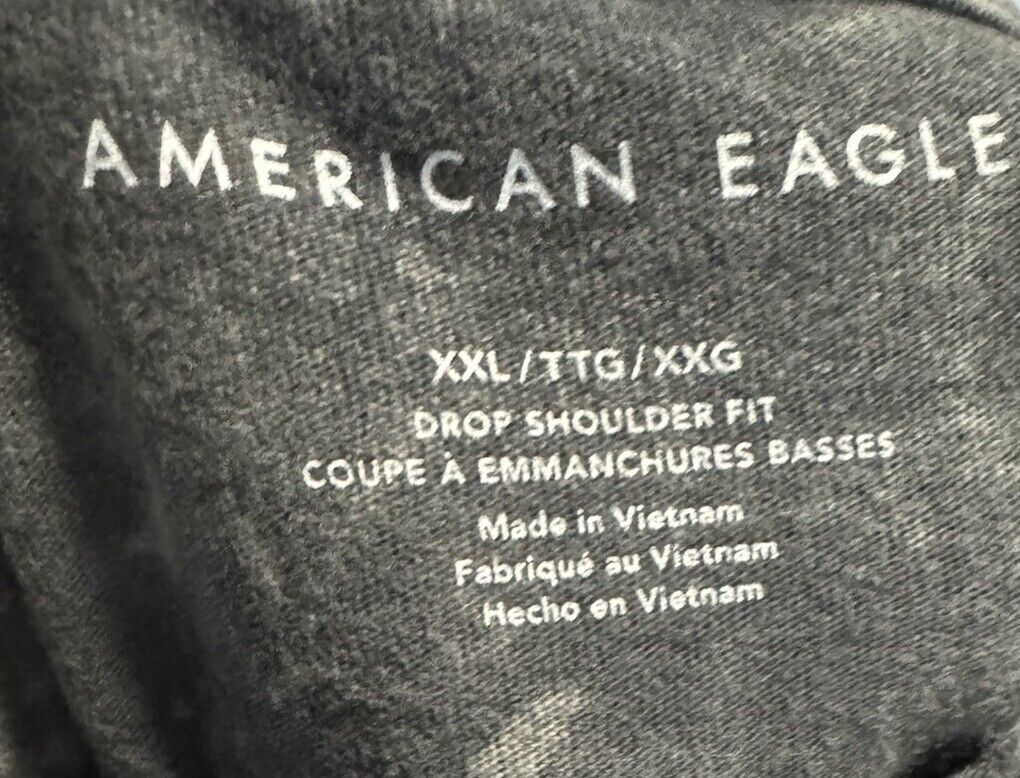 AMERICAN EAGLE
XXL/TTG/XXG
DROP SHOULDER FIT
COUPE À EMMANCHURES BASSES
Made in Vietnam
Fabriqué au Vietnam
Hecho en Vietnam